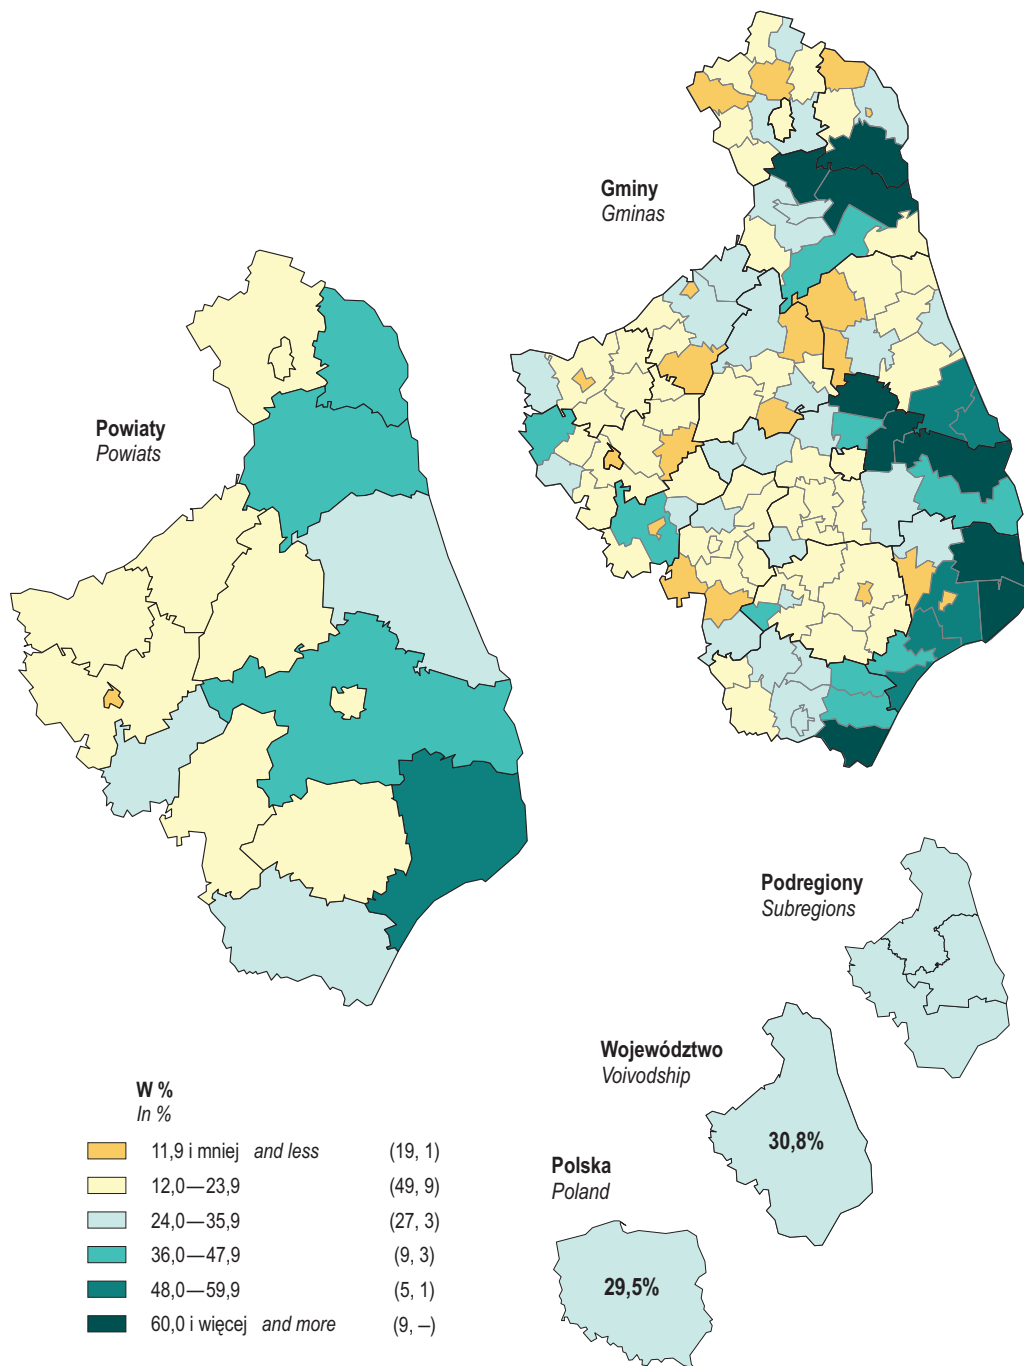 Gminy
Gminas
Powiaty
Powiats
Podregiony
Subregions
Województwo
Voivodship
30,8%
Polska
Poland
29,5%
W %
In %
11,9 i mniej and less (19, 1)
12,0—23,9 (49, 9)
24,0—35,9 (27, 3)
36,0—47,9 (9, 3)
48,0—59,9 (5, 1)
60,0 i więcej and more (9, –)